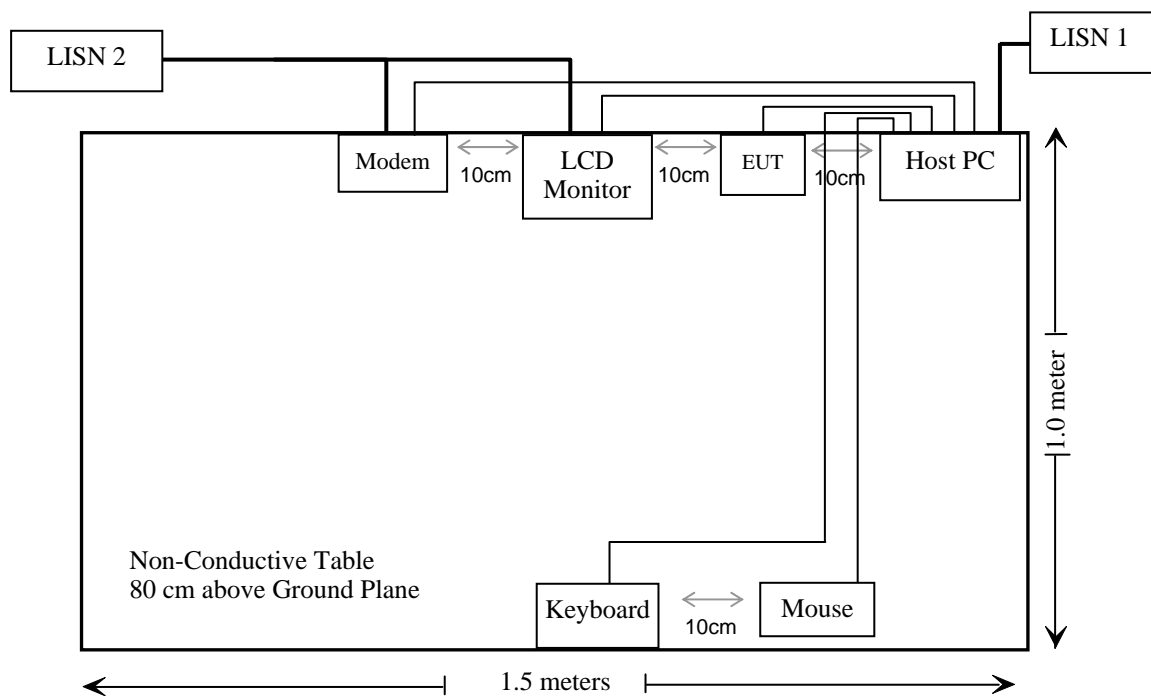 LISN 2
LISN 1
Modem
LCD
Monitor
EUT
Host PC
10cm
10cm
10cm
1.0 meter
Non-Conductive Table
80 cm above Ground Plane
Keyboard
Mouse
10cm
1.5 meters